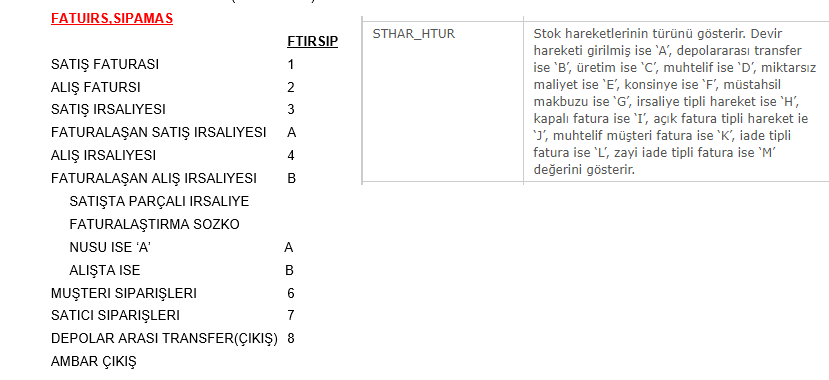 FATUIRS,SIPAMAS
FTIRSIP
SATIŞ FATURASI 1
ALIŞ FATURSI 2
SATIŞ IRSALIYESI 3
FATURALAŞAN SATIŞ IRSALIYESI A
ALIŞ IRSALIYESI 4
FATURALAŞAN ALIŞ IRSALIYESI B
SATIŞTA PARÇALI IRSALIYE
FATURALAŞTIRMA SOZKO
NUSU ISE ‘A’ A
ALIŞTA ISE B
MUŞTERI SIPARIŞLERI 6
SATICI SIPARIŞLERI 7
DEPOLAR ARASI TRANSFER(ÇIKIŞ) 8
AMBAR ÇIKIŞ
STHAR_HTUR
Stok hareketlerinin türünü gösterir. Devir
hareketi girilmiş ise ‘A’, depolararası transfer
ise ‘B’, üretim ise ‘C’, muhtelif ise ‘D’, miktarsız
maliyet ise ‘E’, konsinye ise ‘F’, müstahsil
makbuzu ise ‘G’, irsaliye tipli hareket ise ‘H’,
kapalı fatura ise ‘I’, açık fatura tipli hareket ie
‘J’, muhtelif müşteri fatura ise ‘K’, iade tipli
fatura ise ‘L’, zayi iade tipli fatura ise ‘M’
değerini gösterir.